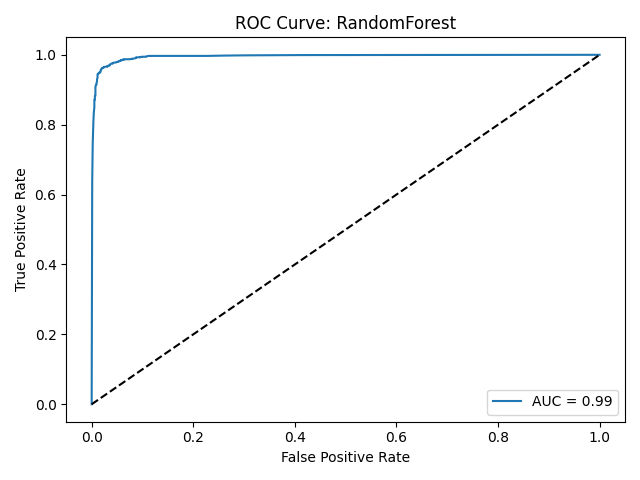 ROC Curve: RandomForest
True Positive Rate
1.0
0.8
0.6
0.4
0.2
0.0
AUC = 0.99
0.0 0.2 0.4 0.6 0.8 1.0
False Positive Rate